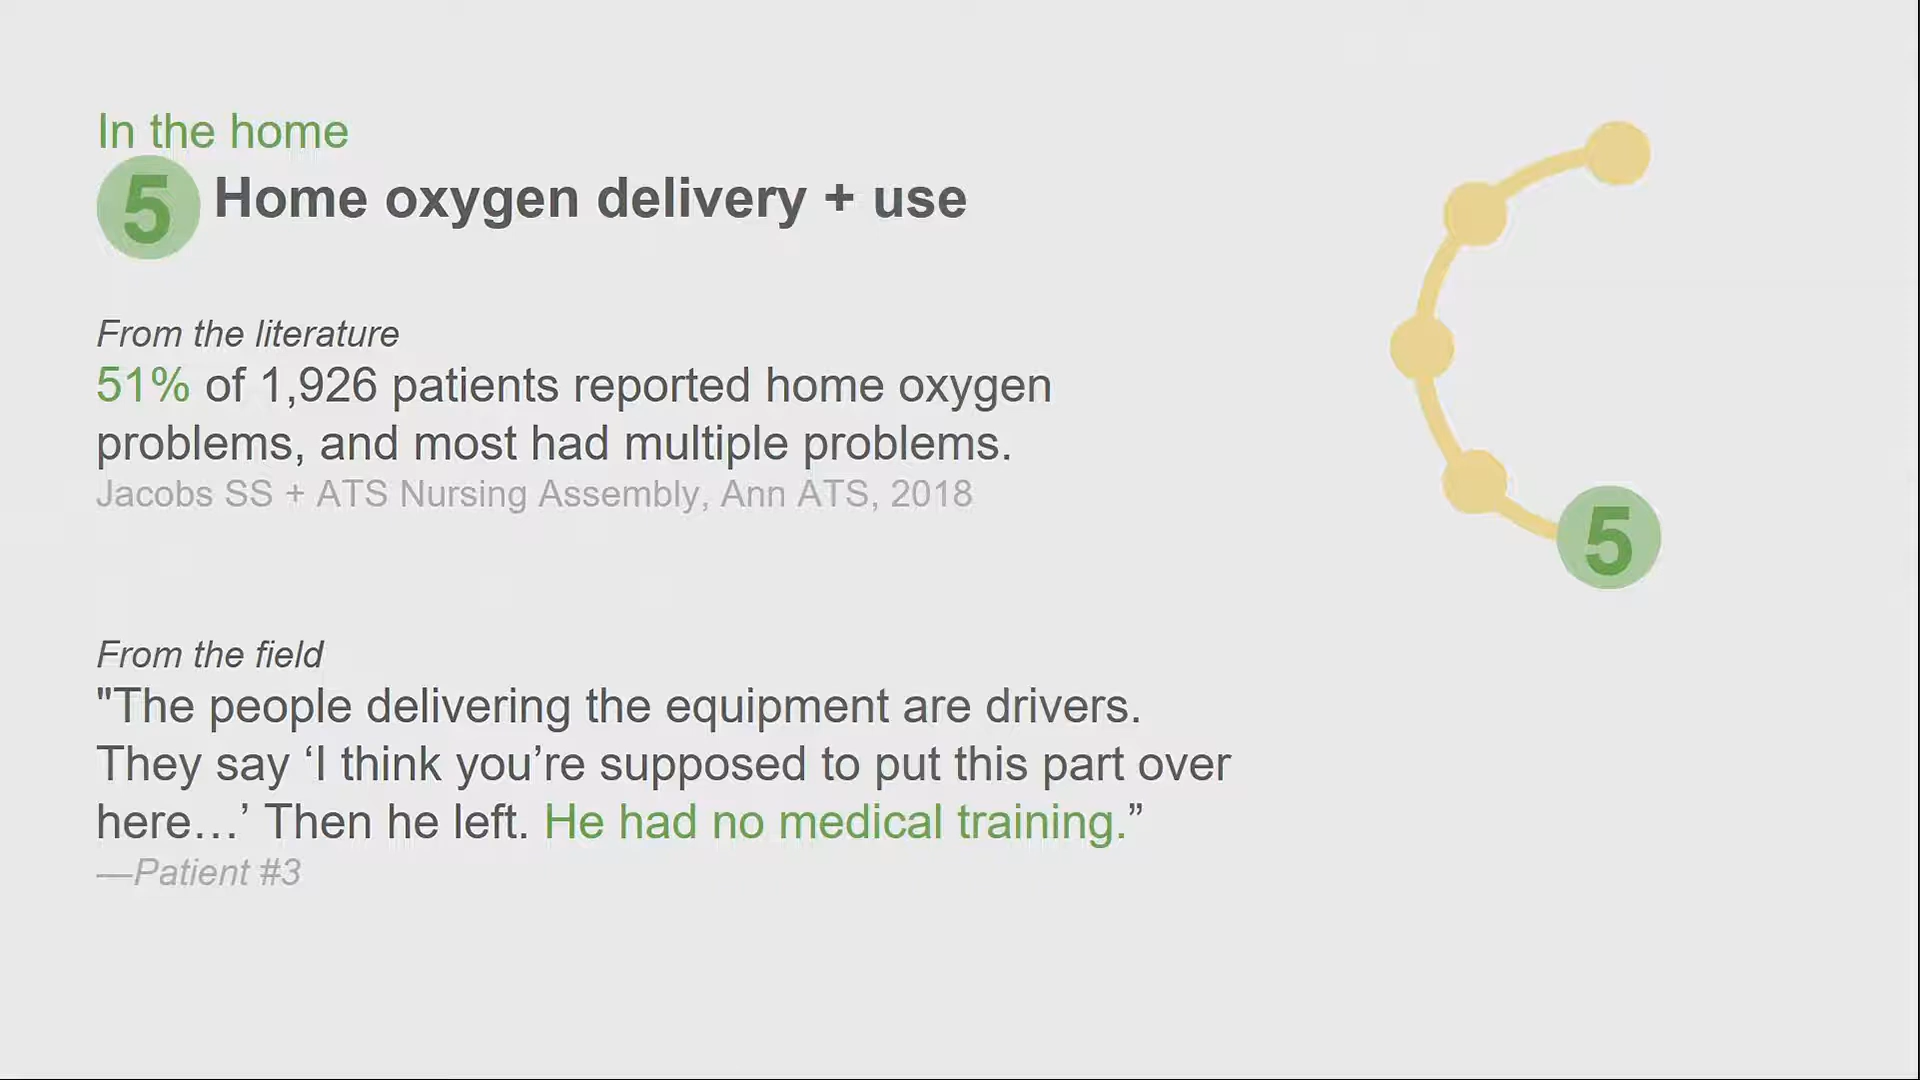 In the home
5 Home oxygen delivery + use
From the literature
51% of 1,926 patients reported home oxygen
problems, and most had multiple problems.
Jacobs SS + ATS Nursing Assembly, Ann ATS, 2018
5
From the field
"The people delivering the equipment are drivers.
They say ‘I think you’re supposed to put this part over
here…’ Then he left. He had no medical training.”
—Patient #3